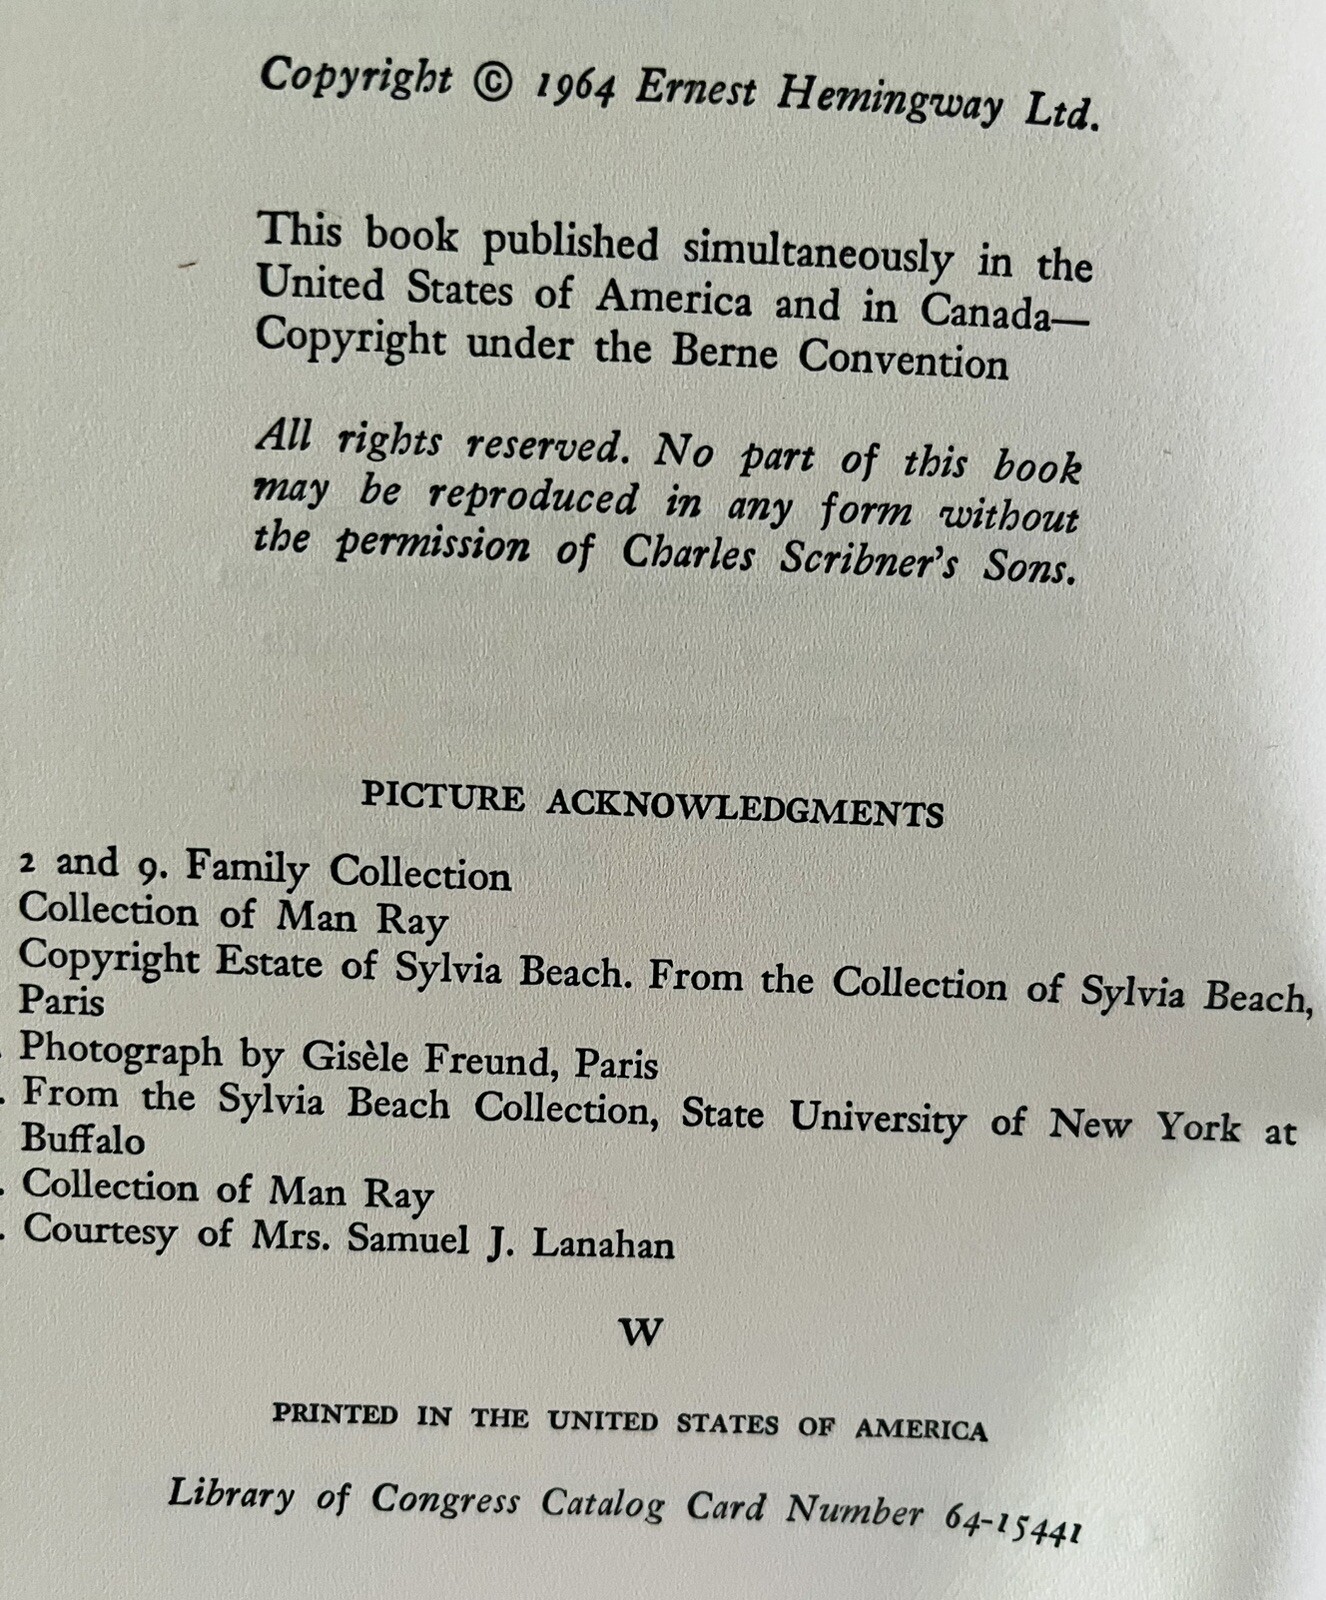 Copyright © 1964 Ernest Hemingway Ltd.
This book published simultaneously in the
United States of America and in Canada—
Copyright under the Berne Convention
All rights reserved. No part of this book
may be reproduced in any form without
the permission of Charles Scribner's Sons.
PICTURE ACKNOWLEDGMENTS
2 and 9. Family Collection
Collection of Man Ray
Copyright Estate of Sylvia Beach. From the Collection of Sylvia Beach,
Paris
. Photograph by Gisèle Freund, Paris
. From the Sylvia Beach Collection, State University of New York at
Buffalo
. Collection of Man Ray
. Courtesy of Mrs. Samuel J. Lanahan
W
PRINTED IN THE UNITED STATES OF AMERICA
Library of Congress Catalog Card Number 64-15441